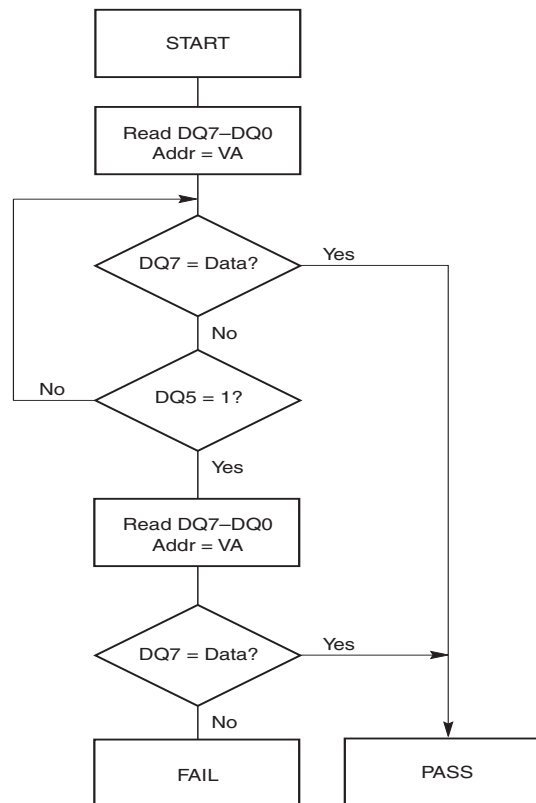 START
Read DQ7–DQ0
Addr = VA
DQ7 = Data?
Yes
No
No
DQ5 = 1?
Yes
Read DQ7–DQ0
Addr = VA
DQ7 = Data?
Yes
No
FAIL
PASS